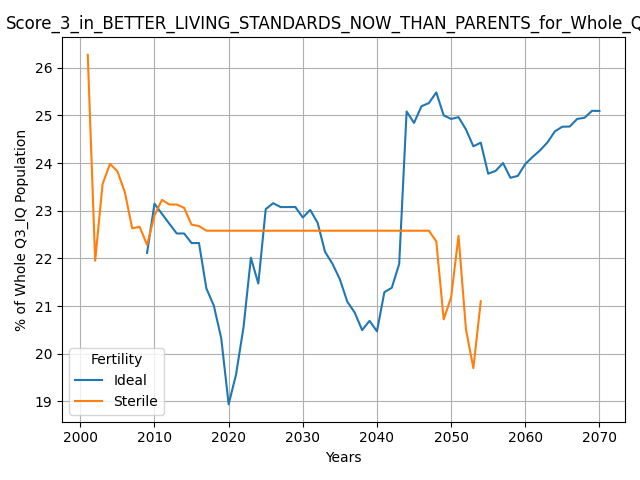 Score_3_in_BETTER_LIVING_STANDARDS_NOW_THAN_PARENTS_for_Whole_Q
% of Whole Q3_IQ Population
26
25
24
23
22
21
20
19
Fertility
Ideal
Sterile
2000 2010 2020 2030 2040 2050 2060 2070
Years